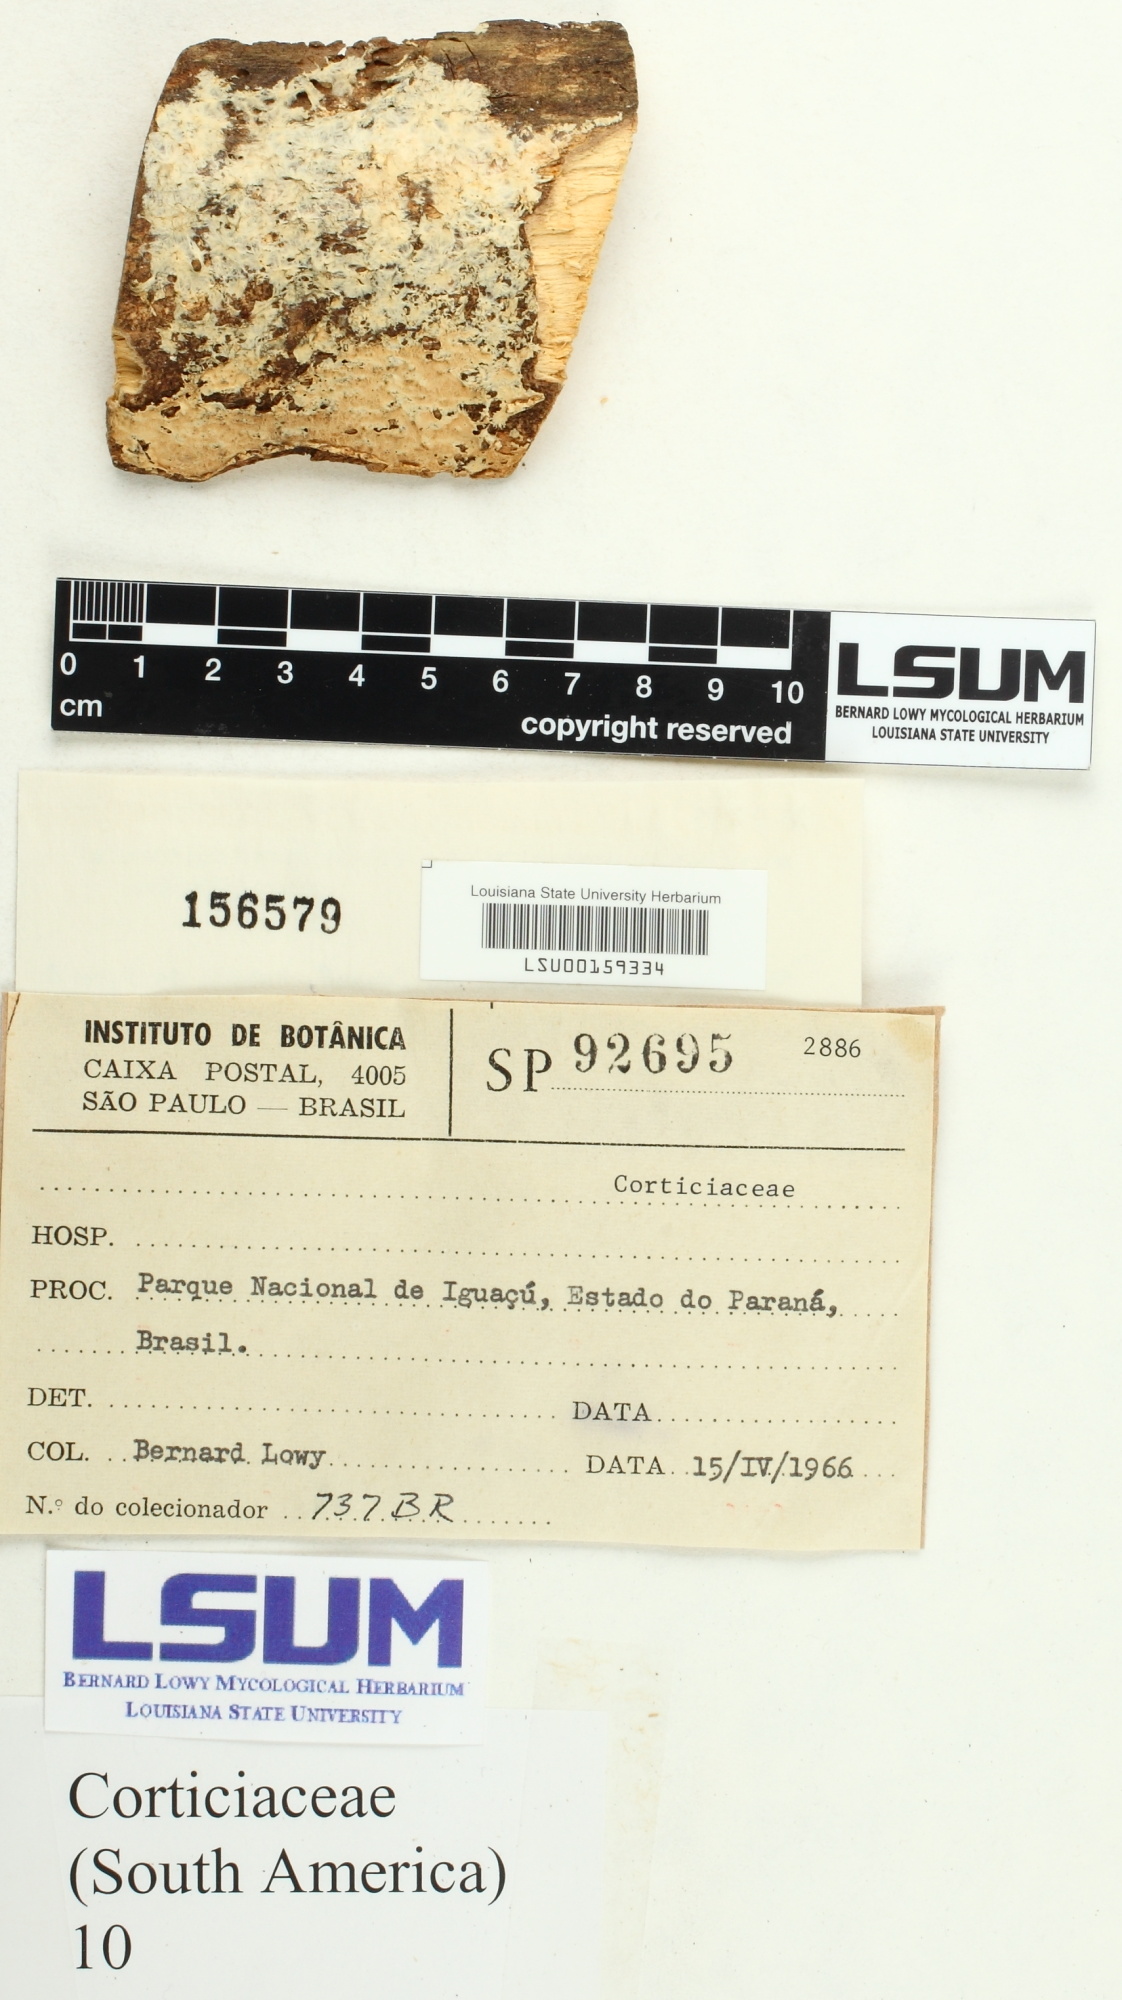 0 1 2 3 4 5 6 7 8 9 10
cm
copyright reserved
LSUM
BERNARD LOWY MYCOLOGICAL HERBARIUM
LOUISIANA STATE UNIVERSITY
156579
Louisiana State University Herbarium
LSU00159334
INSTITUTO DE BOTÂNICA
CAIXA POSTAL, 4005
SÃO PAULO — BRASIL
SP 92695 2886
Corticiaceae
HOSP.
PROC. Parque Nacional de Iguaçú, Estado do Paraná,
Brasil.
DET. DATA
COL. Bernard Lowy DATA 15/IV/1966
N.º do colecionador 737 BR
LSUM
BERNARD LOWY MYCOLOGICAL HERBARIUM
LOUISIANA STATE UNIVERSITY
Corticiaceae
(South America)
10